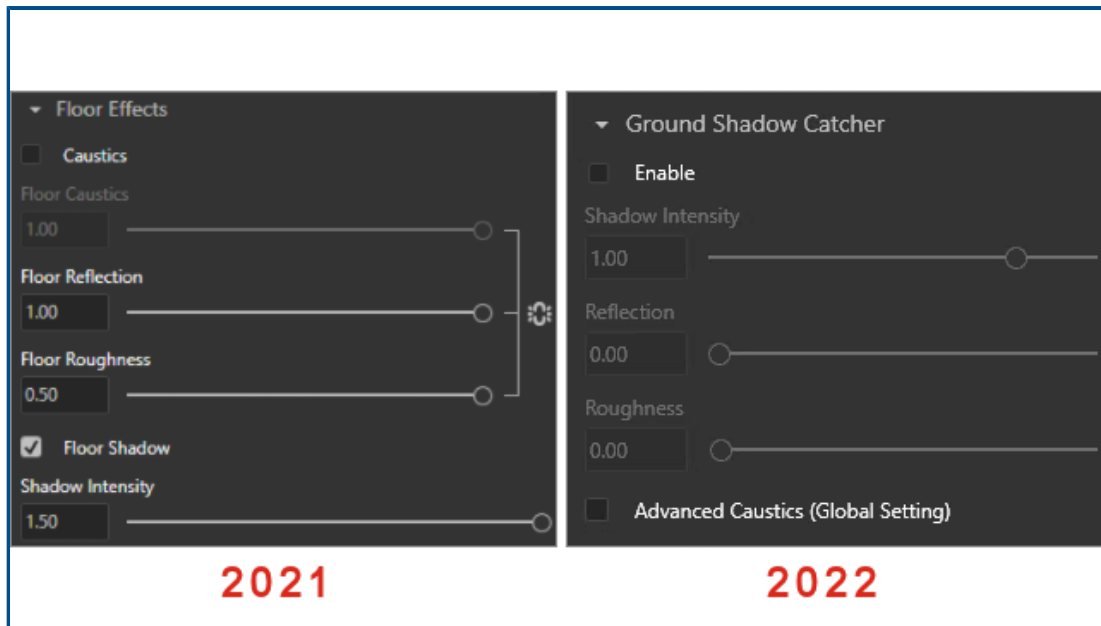 Floor Effects
Caustics
Floor Caustics
1.00
Floor Reflection
1.00
Floor Roughness
0.50
Floor Shadow
Shadow Intensity
1.50
2021
Ground Shadow Catcher
Enable
Shadow Intensity
1.00
Reflection
0.00
Roughness
0.00
Advanced Caustics (Global Setting)
2022